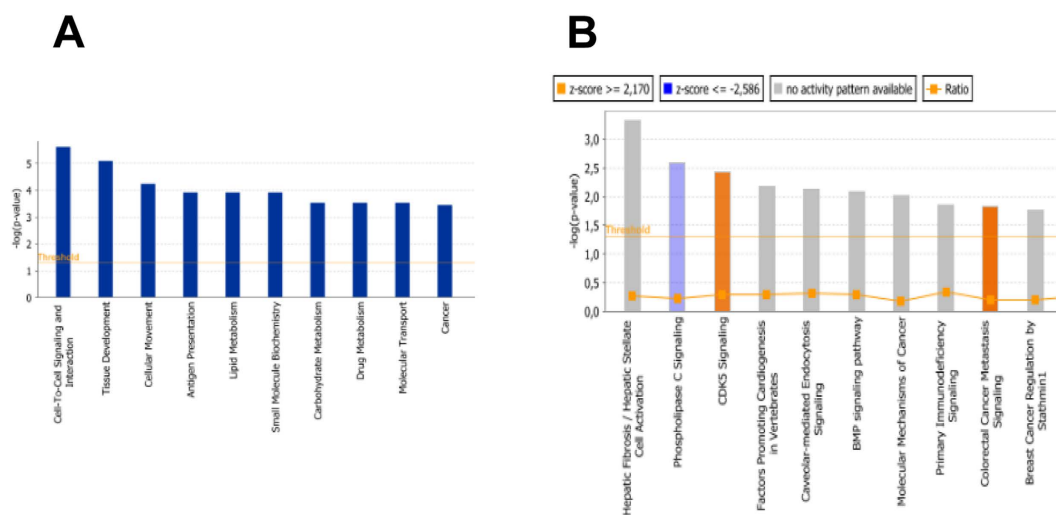 A
B
z-score >= 2,170
z-score <= -2,586
no activity pattern available
Ratio
-log(p-value)
5
4
3
2
1
0
Threshold
Cell-To-Cell Signaling and
Interaction
Tissue Development
Cellular Movement
Antigen Presentation
Lipid Metabolism
Small Molecule Biochemistry
Carbohydrate Metabolism
Drug Metabolism
Molecular Transport
Cancer
-log(p-value)
3,0
2,5
2,0
1,5
1,0
0,5
0,0
Threshold
Hepatic Fibrosis / Hepatic Stellate
Cell Activation
Phospholipase C Signaling
CDK5 Signaling
Factors Promoting Cardiogenesis
in Vertebrates
Caveolar-mediated Endocytosis
Signaling
BMP signaling pathway
Molecular Mechanisms of Cancer
Primary Immunodeficiency
Signaling
Colorectal Cancer Metastasis
Signaling
Breast Cancer Regulation by
Stathmin1